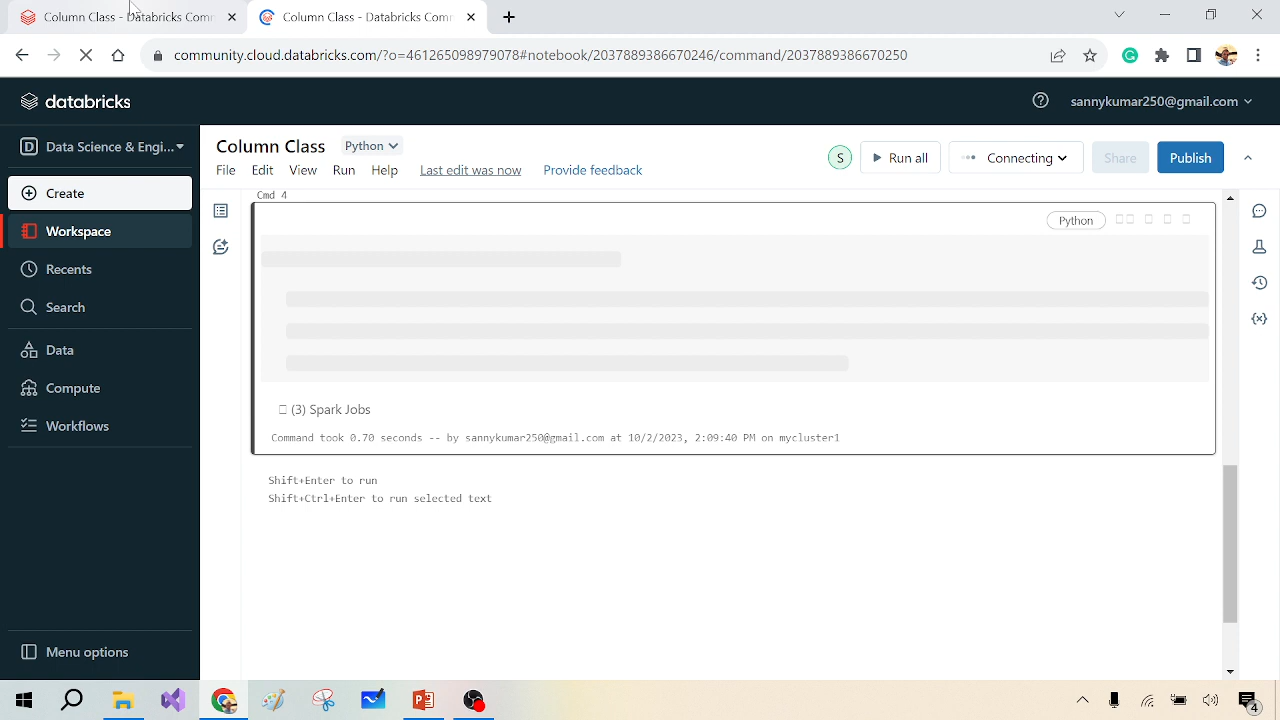 Column Class - Databricks Comm
Column Class - Databricks Com
community.cloud.databricks.com/?o=461265098979078#notebook/2037889386670246/command/2037889386670250
databricks
sannykumar250@gmail.com
Data Science & Engi...
Column Class
Python
S
Run all
Connecting
Share
Publish
File
Edit
View
Run
Help
Last edit was now
Provide feedback
Create
Workspace
Recents
Search
Data
Compute
Workflows
Menu options
Cmd 4
Python
(3) Spark Jobs
Command took 0.70 seconds -- by sannykumar250@gmail.com at 10/2/2023, 2:09:40 PM on mycluster1
Shift+Enter to run
Shift+Ctrl+Enter to run selected text
4